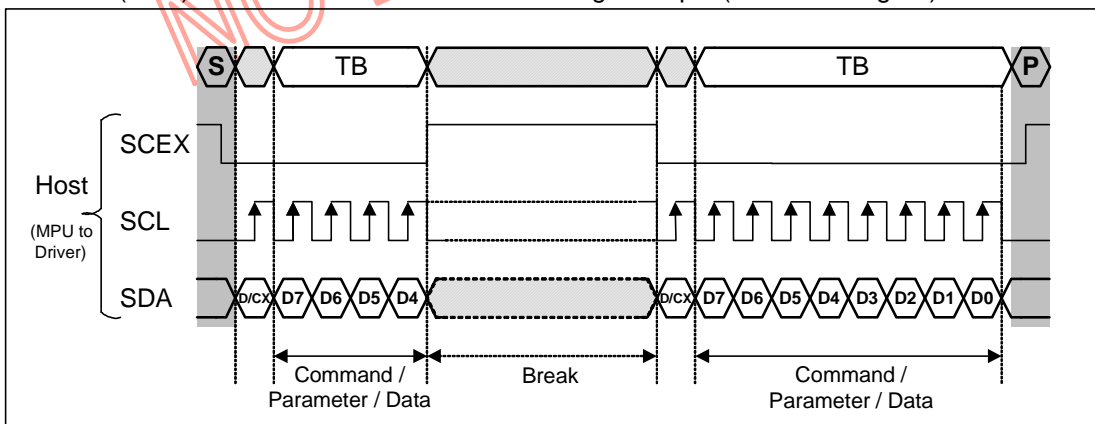 S TB TB P
SCEX
Host
SCL
(MPU to
Driver)
SDA D/CX D7 D6 D5 D4 D/CX D7 D6 D5 D4 D3 D2 D1 D0
Command /
Parameter / Data
Break
Command /
Parameter / Data